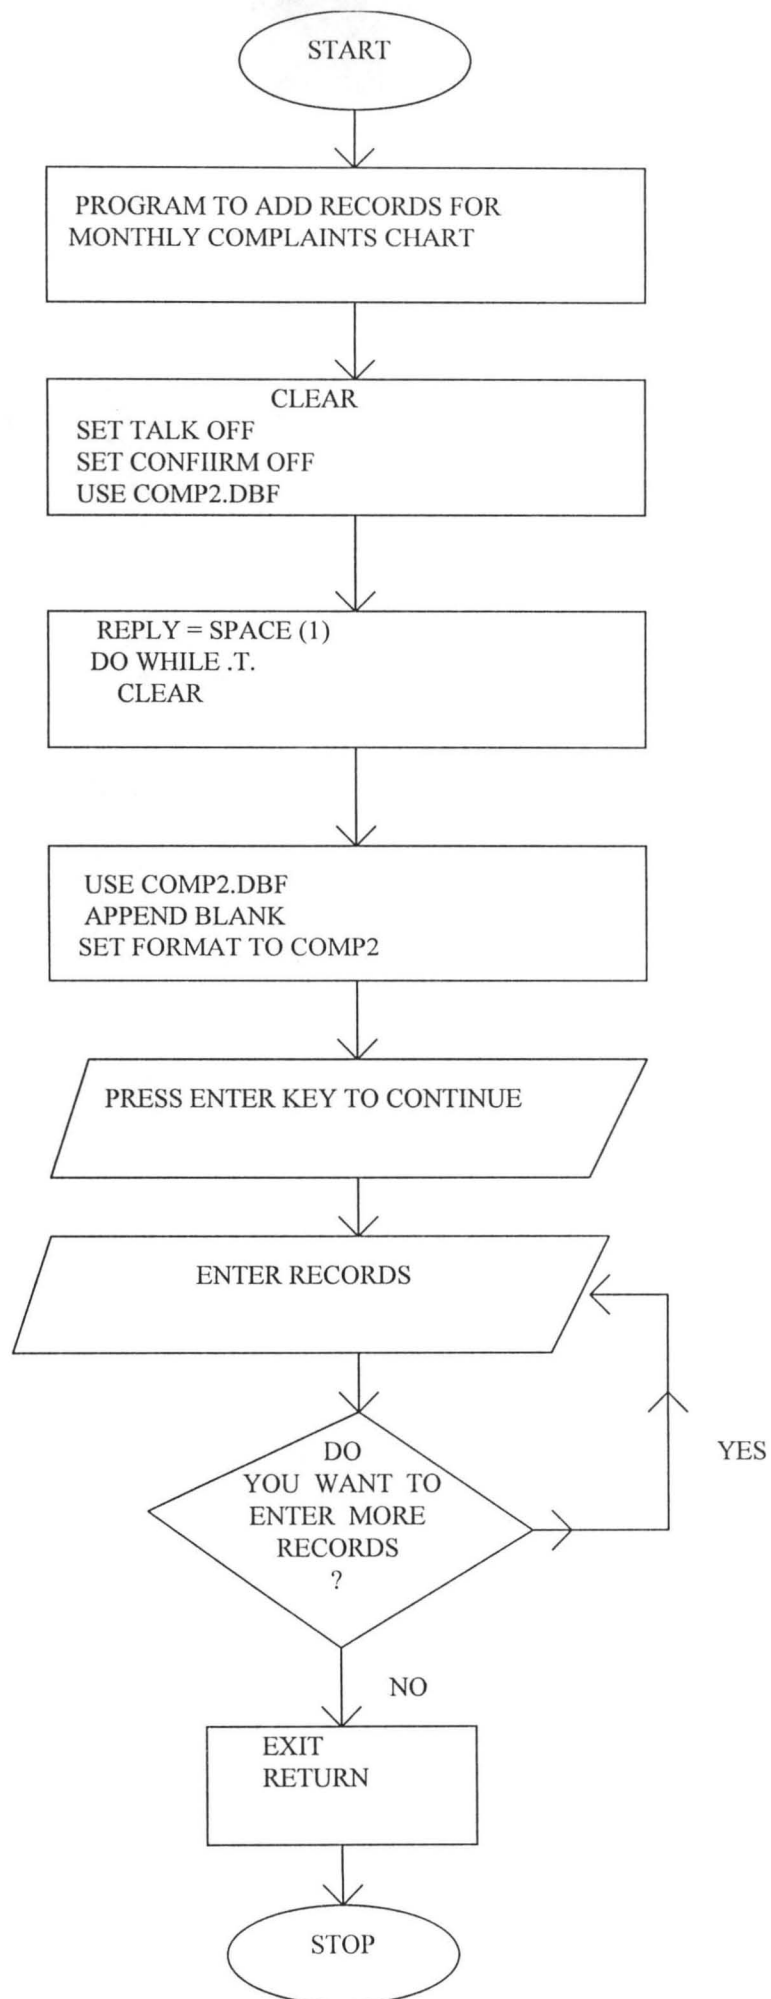 START
PROGRAM TO ADD RECORDS FOR
MONTHLY COMPLAINTS CHART
CLEAR
SET TALK OFF
SET CONFIIRM OFF
USE COMP2.DBF
REPLY = SPACE (1)
DO WHILE .T.
CLEAR
USE COMP2.DBF
APPEND BLANK
SET FORMAT TO COMP2
PRESS ENTER KEY TO CONTINUE
ENTER RECORDS
DO
YOU WANT TO
ENTER MORE
RECORDS
?
YES
NO
EXIT
RETURN
STOP